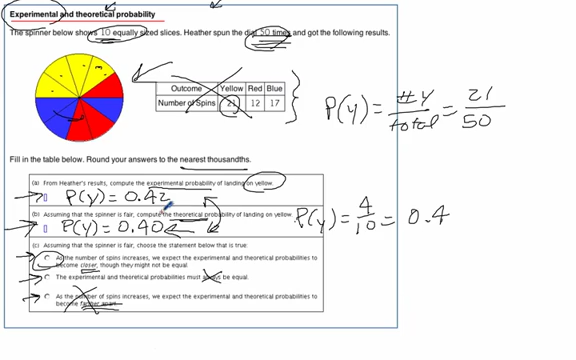 Experimental and theoretical probability
The spinner below shows 10 equally sized slices. Heather spun the dial 50 times and got the following results.
Outcome Yellow Red Blue
Number of Spins 21 12 17
P(y) = #y/total = 21/50
Fill in the table below. Round your answers to the nearest thousandths.
(a) From Heather's results, compute the experimental probability of landing on yellow.
P(y) = 0.42
(b) Assuming that the spinner is fair, compute the theoretical probability of landing on yellow.
P(y) = 0.40
P(y) = 4/10 = 0.4
(c) Assuming that the spinner is fair, choose the statement below that is true:
As the number of spins increases, we expect the experimental and theoretical probabilities to
become closer, though they might not be equal.
The experimental and theoretical probabilities must always be equal.
As the number of spins increases, we expect the experimental and theoretical probabilities to
become farther apart.